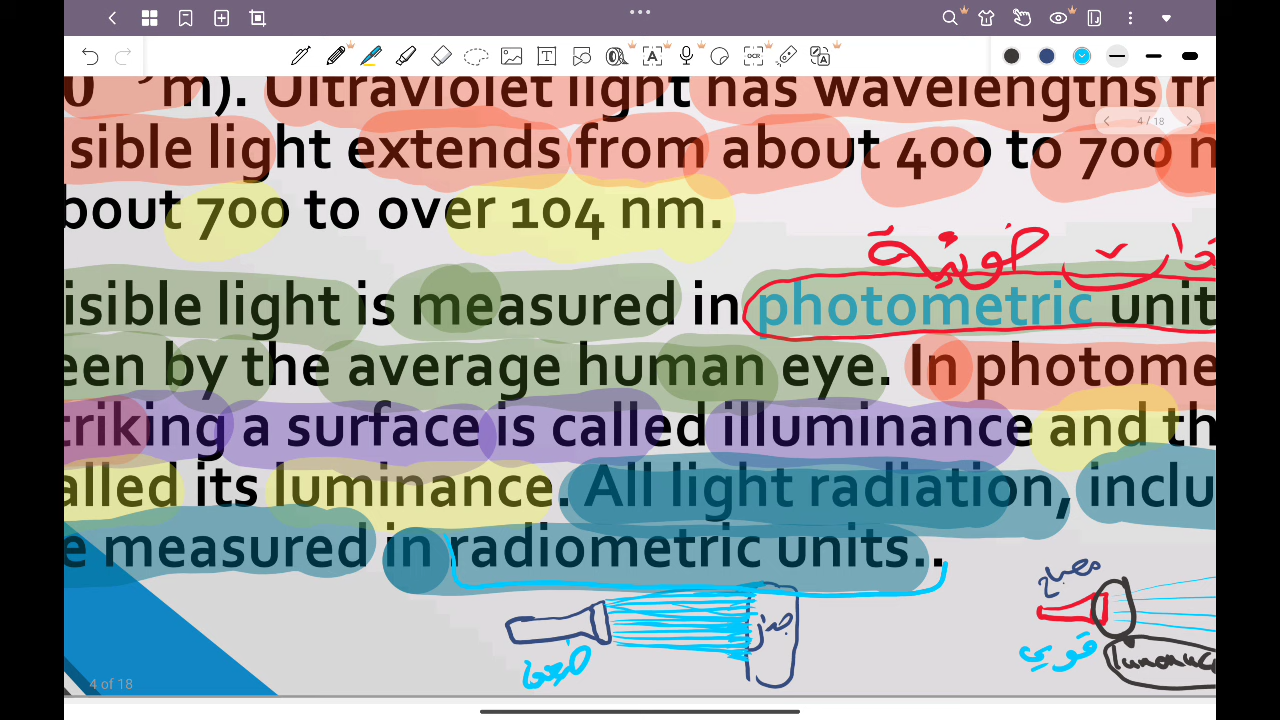 m). Ultraviolet light has wavelengths fr
4 / 18
sible light extends from about 400 to 700 n
bout 700 to over 104 nm.
ضوئية
isible light is measured in photometric unit
een by the average human eye. In photome
triking a surface is called illuminance and th
alled its luminance. All light radiation, inclu
e measured in radiometric units..
مصباح
قوي
4 of 18